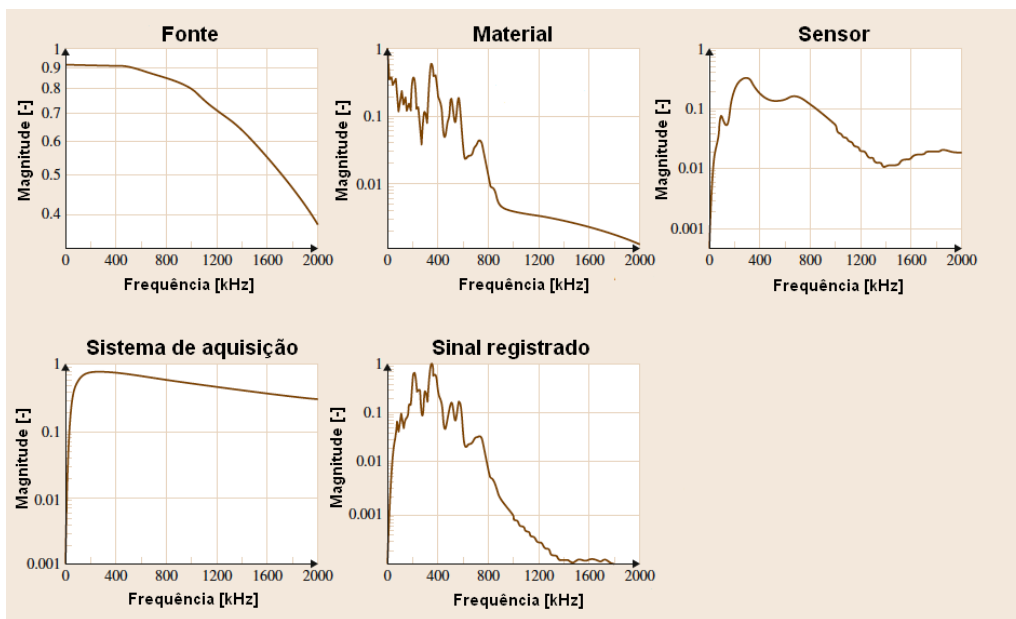 Fonte
Magnitude [-]
1
0.9
0.8
0.7
0.6
0.5
0.4
0 400 800 1200 1600 2000
Frequência [kHz]
Material
Magnitude [-]
1
0.1
0.01
0 400 800 1200 1600 2000
Frequência [kHz]
Sensor
Magnitude [-]
1
0.1
0.01
0.001
0 400 800 1200 1600 2000
Frequência [kHz]
Sistema de aquisição
Magnitude [-]
1
0.1
0.01
0.001
0 400 800 1200 1600 2000
Frequência [kHz]
Sinal registrado
Magnitude [-]
1
0.1
0.01
0.001
0 400 800 1200 1600 2000
Frequência [kHz]